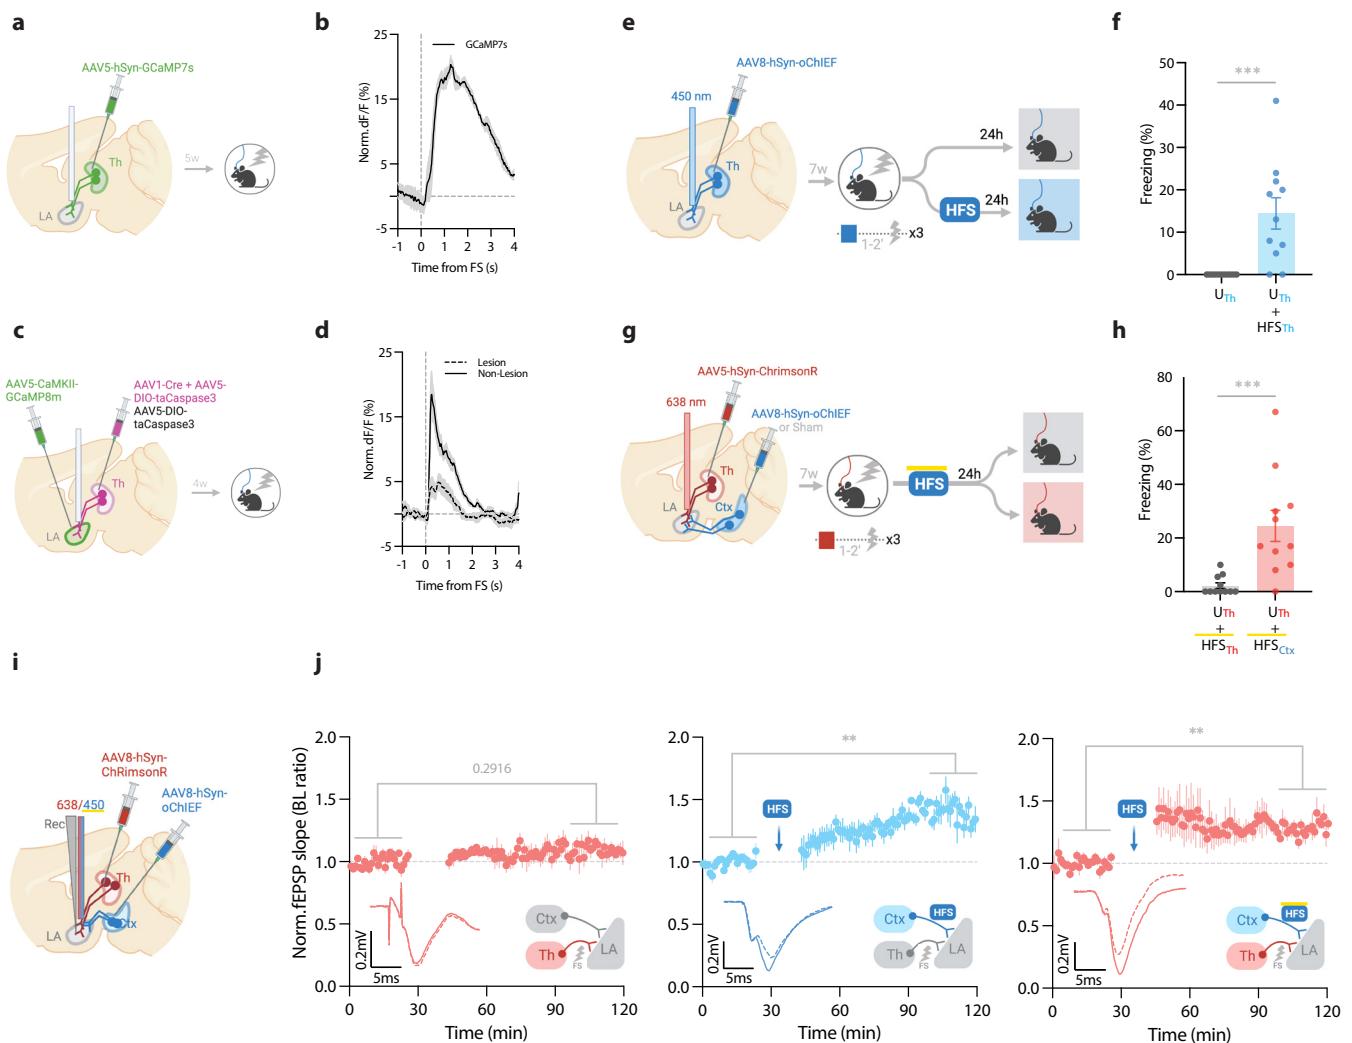 a
AAV5-hSyn-GCaMP7s
Th
LA
5w
b
25
15
5
-5
Norm.dF/F (%)
GCaMP7s
-1 0 1 2 3 4
Time from FS (s)
e
AAV8-hSyn-oChIEF
450 nm
Th
LA
7w
1-2'
x3
24h
HFS
24h
f
50
40
30
20
10
0
Freezing (%)
***
UTh
UTh
+
HFSTh
c
AAV5-CaMKII-
GCaMP8m
AAV1-Cre + AAV5-
DIO-taCaspase3
AAV5-DIO-
taCaspase3
Th
LA
4w
d
25
15
5
-5
Norm.dF/F (%)
Lesion
Non-Lesion
-1 0 1 2 3 4
Time from FS (s)
g
AAV5-hSyn-ChrimsonR
638 nm
AAV8-hSyn-oChIEF
or Sham
Th
Ctx
LA
7w
1-2'
x3
HFS
24h
h
80
60
40
20
0
Freezing (%)
***
UTh
+
HFSTh
UTh
+
HFSCtx
i
AAV8-hSyn-
ChRimsonR
638/450
AAV8-hSyn-
oChIEF
Rec
Th
Ctx
LA
j
Norm.fEPSP slope (BL ratio)
2.0
1.5
1.0
0.5
0.0
0.2916
0.2mV
5ms
Ctx
Th
FS
LA
0 30 60 90 120
Time (min)
2.0
1.5
1.0
0.5
0.0
**
HFS
0.2mV
5ms
Ctx
HFS
Th
FS
LA
0 30 60 90 120
Time (min)
2.0
1.5
1.0
0.5
0.0
**
HFS
0.2mV
5ms
Ctx
HFS
Th
FS
LA
0 30 60 90 120
Time (min)